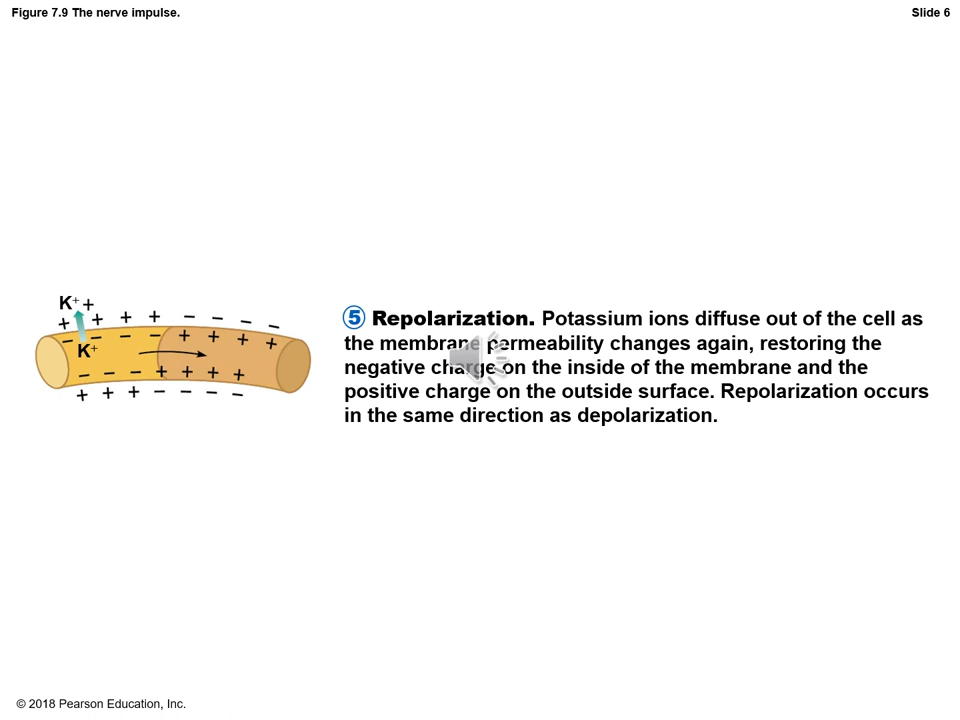 Figure 7.9 The nerve impulse.
Slide 6
K⁺ +
+ + + + − − − −
− − − − + + + +
K⁺
− − − + + + +
+ + + − − − −
⑤ Repolarization. Potassium ions diffuse out of the cell as
the membrane permeability changes again, restoring the
negative charge on the inside of the membrane and the
positive charge on the outside surface. Repolarization occurs
in the same direction as depolarization.
© 2018 Pearson Education, Inc.